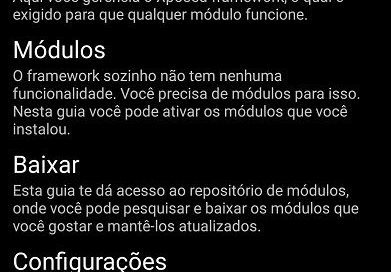 exigido para que qualquer módulo funcione.
Módulos
O framework sozinho não tem nenhuma
funcionalidade. Você precisa de módulos para isso.
Nesta guia você pode ativar os módulos que você
instalou.
Baixar
Esta guia te dá acesso ao repositório de módulos,
onde você pode pesquisar e baixar os módulos que
você gostar e mantê-los atualizados.
Configurações